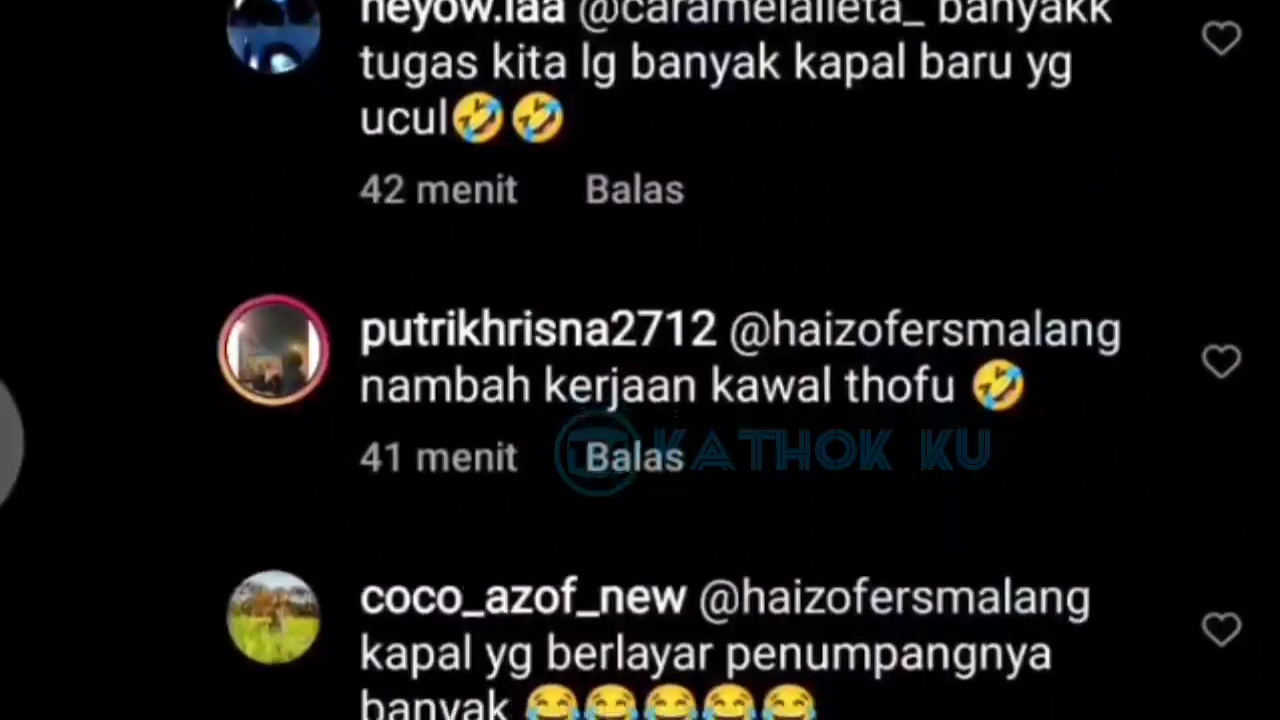 heyow.laa @caramelalleta_ banyakk
tugas kita lg banyak kapal baru yg
ucul🤣🤣
42 menit Balas
putrikhrisna2712 @haizofersmalang
nambah kerjaan kawal thofu 🤣
41 menit Balas
KATHOK KU
coco_azof_new @haizofersmalang
kapal yg berlayar penumpangnya
banyak 😂😂😂😂😂